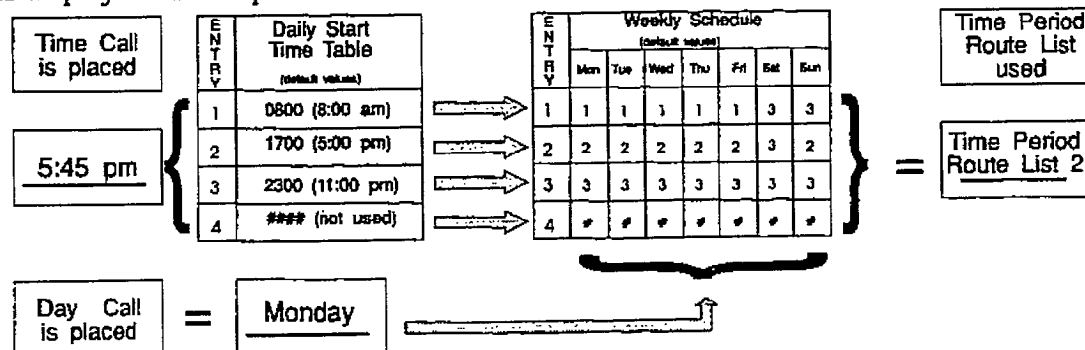 Time Call
is placed
ENTRY
Daily Start
Time Table
(default values)
1 0800 (8:00 am)
2 1700 (5:00 pm)
3 2300 (11:00 pm)
4 #### (not used)
ENTRY
Weekly Schedule
(default values)
Mon Tue Wed Thu Fri Sat Sun
1 1 1 1 1 1 3 3
2 2 2 2 2 2 3 2
3 3 3 3 3 3 3 3
4 # # # # # # #
Time Period
Route List
used
5:45 pm
=
Time Period
Route List 2
Day Call
is placed
=
Monday